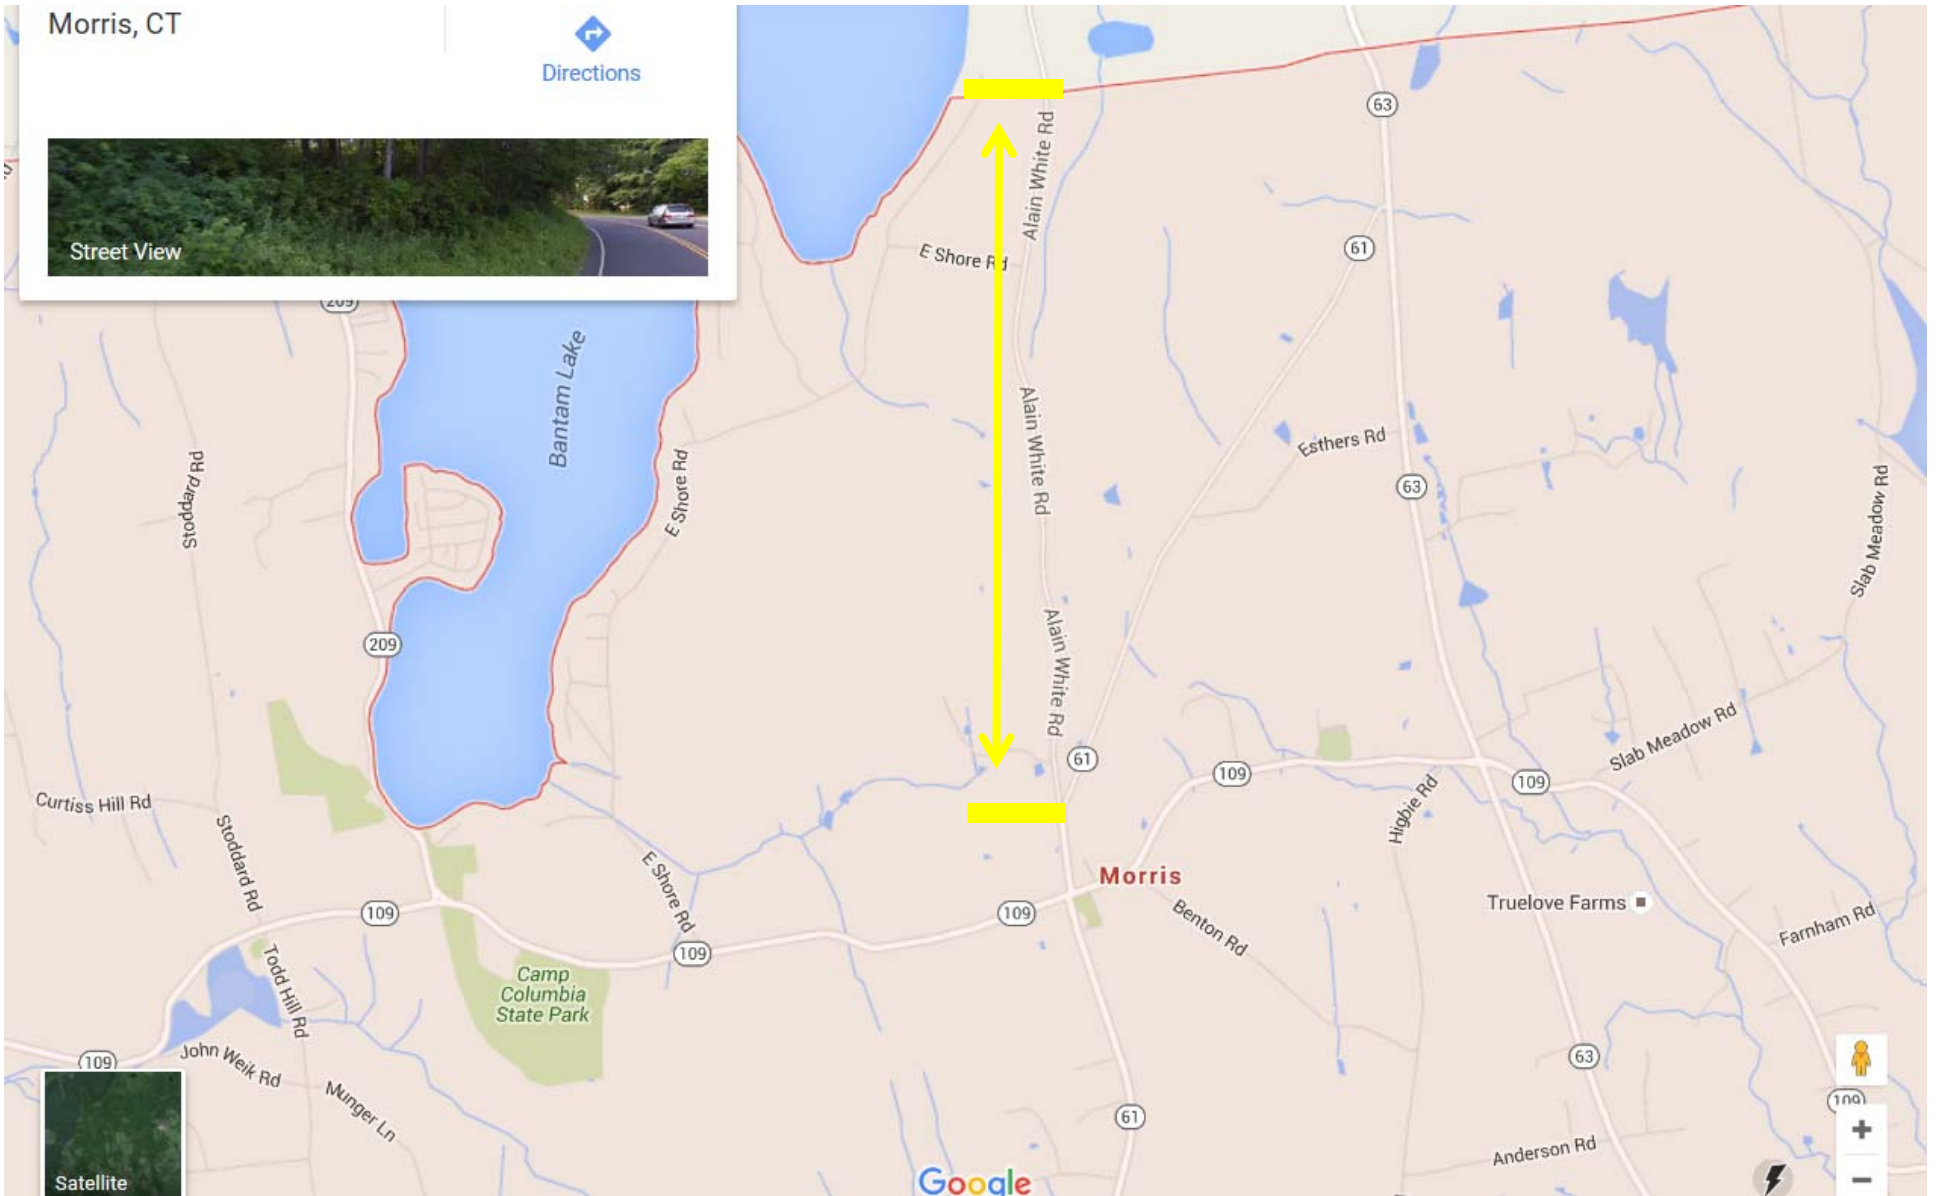 Morris, CT
Directions
Street View
Satellite
Google
209
Bantam Lake
Stoddard Rd
E Shore Rd
E Shore Rd
Alain White Rd
Alain White Rd
Alain White Rd
63
61
Esthers Rd
63
Slab Meadow Rd
209
Slab Meadow Rd
61
109
109
Curtiss Hill Rd
Stoddard Rd
Higbie Rd
E Shore Rd
Morris
Truelove Farms
109
109
109
Benton Rd
Farnham Rd
Todd Hill Rd
Camp
Columbia
State Park
John Weik Rd
109
Munger Ln
63
109
61
Anderson Rd